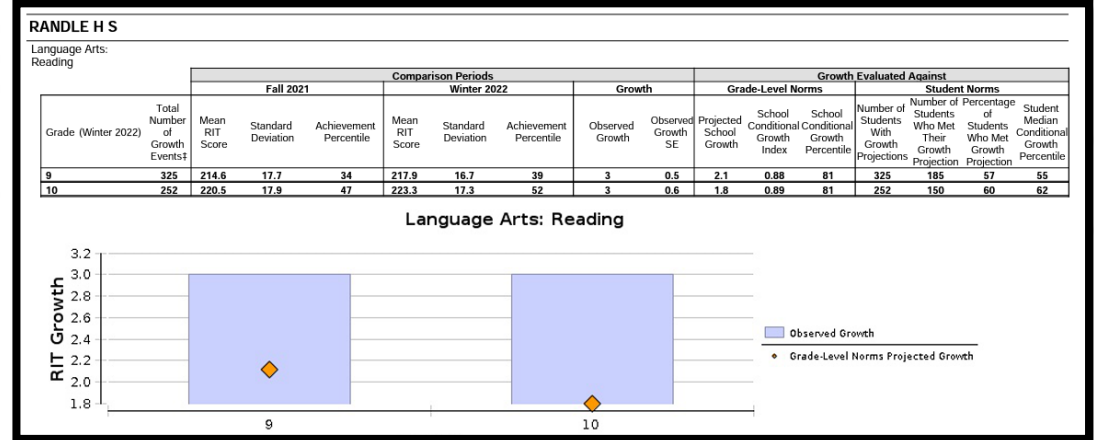 RANDLE H S
Language Arts:
Reading
Comparison Periods Growth Evaluated Against
Fall 2021 Winter 2022 Growth Grade-Level Norms Student Norms
Grade (Winter 2022) Total Number of Growth Events‡ Mean RIT Score Standard Deviation Achievement Percentile Mean RIT Score Standard Deviation Achievement Percentile Observed Growth Observed Growth SE Projected School Growth School Conditional Growth Index School Conditional Growth Percentile Number of Students With Growth Projections Number of Students Who Met Their Growth Projection Percentage of Students Who Met Growth Projection Student Median Conditional Growth Percentile
9 325 214.6 17.7 34 217.9 16.7 39 3 0.5 2.1 0.88 81 325 185 57 55
10 252 220.5 17.9 47 223.3 17.3 52 3 0.6 1.8 0.89 81 252 150 60 62
Language Arts: Reading
RIT Growth
3.2
3.0
2.8
2.6
2.4
2.2
2.0
1.8
9 10
Observed Growth
Grade-Level Norms Projected Growth